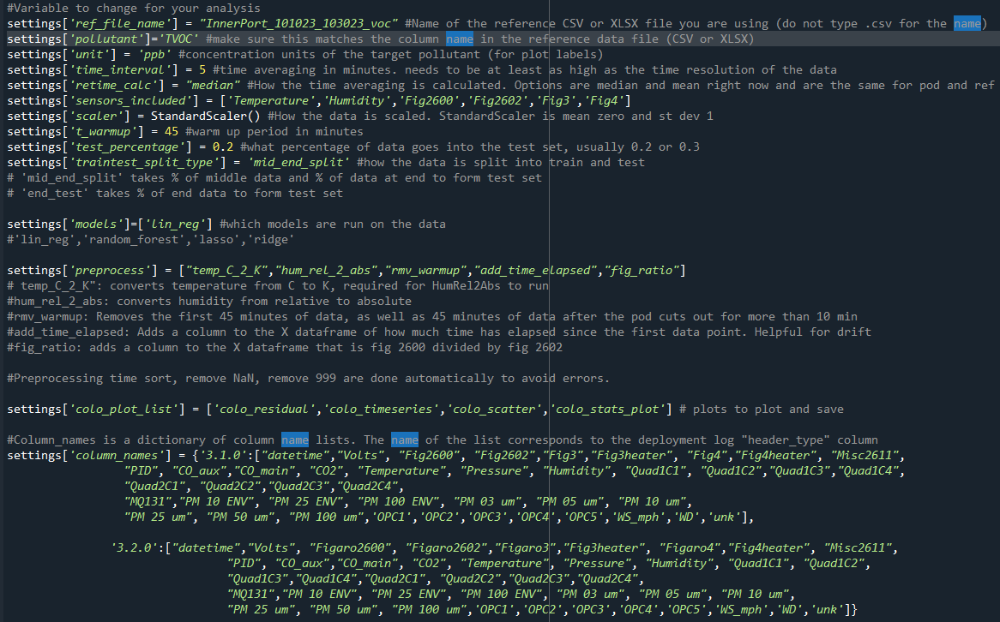 #Variable to change for your analysis
settings['ref_file_name'] = "InnerPort_101023_103023_voc" #Name of the reference CSV or XLSX file you are using (do not type .csv for the name)
settings['pollutant']='TVOC' #make sure this matches the column name in the reference data file (CSV or XLSX)
settings['unit'] = 'ppb' #concentration units of the target pollutant (for plot labels)
settings['time_interval'] = 5 #time averaging in minutes. needs to be at least as high as the time resolution of the data
settings['retime_calc'] = "median" #How the time averaging is calculated. Options are median and mean right now and are the same for pod and ref
settings['sensors_included'] = ['Temperature','Humidity','Fig2600','Fig2602','Fig3','Fig4']
settings['scaler'] = StandardScaler() #How the data is scaled. StandardScaler is mean zero and st dev 1
settings['t_warmup'] = 45 #warm up period in minutes
settings['test_percentage'] = 0.2 #what percentage of data goes into the test set, usually 0.2 or 0.3
settings['traintest_split_type'] = 'mid_end_split' #how the data is split into train and test
# 'mid_end_split' takes % of middle data and % of data at end to form test set
# 'end_test' takes % of end data to form test set
settings['models']=['lin_reg'] #which models are run on the data
#'lin_reg','random_forest','lasso','ridge'
settings['preprocess'] = ["temp_C_2_K","hum_rel_2_abs","rmv_warmup","add_time_elapsed","fig_ratio"]
# temp_C_2_K": converts temperature from C to K, required for HumRel2Abs to run
#hum_rel_2_abs: converts humidity from relative to absolute
#rmv_warmup: Removes the first 45 minutes of data, as well as 45 minutes of data after the pod cuts out for more than 10 min
#add_time_elapsed: Adds a column to the X dataframe of how much time has elapsed since the first data point. Helpful for drift
#fig_ratio: adds a column to the X dataframe that is fig 2600 divided by fig 2602
#Preprocessing time sort, remove NaN, remove 999 are done automatically to avoid errors.
settings['colo_plot_list'] = ['colo_residual','colo_timeseries','colo_scatter','colo_stats_plot'] # plots to plot and save
#Column_names is a dictionary of column name lists. The name of the list corresponds to the deployment log "header_type" column
settings['column_names'] = {'3.1.0':["datetime","Volts", "Fig2600", "Fig2602","Fig3","Fig3heater", "Fig4","Fig4heater", "Misc2611",
"PID", "CO_aux","CO_main", "CO2", "Temperature", "Pressure", "Humidity", "Quad1C1", "Quad1C2","Quad1C3","Quad1C4",
"Quad2C1", "Quad2C2","Quad2C3","Quad2C4",
"MQ131","PM 10 ENV", "PM 25 ENV", "PM 100 ENV", "PM 03 um", "PM 05 um", "PM 10 um",
"PM 25 um", "PM 50 um", "PM 100 um",'OPC1','OPC2','OPC3','OPC4','OPC5','WS_mph','WD','unk'],
'3.2.0':["datetime","Volts", "Figaro2600", "Figaro2602","Figaro3","Fig3heater", "Figaro4","Fig4heater", "Misc2611",
"PID", "CO_aux","CO_main", "CO2", "Temperature", "Pressure", "Humidity", "Quad1C1", "Quad1C2",
"Quad1C3","Quad1C4","Quad2C1", "Quad2C2","Quad2C3","Quad2C4",
"MQ131","PM 10 ENV", "PM 25 ENV", "PM 100 ENV", "PM 03 um", "PM 05 um", "PM 10 um",
"PM 25 um", "PM 50 um", "PM 100 um",'OPC1','OPC2','OPC3','OPC4','OPC5','WS_mph','WD','unk']}